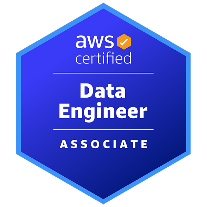 aws
certified
Data
Engineer
ASSOCIATE